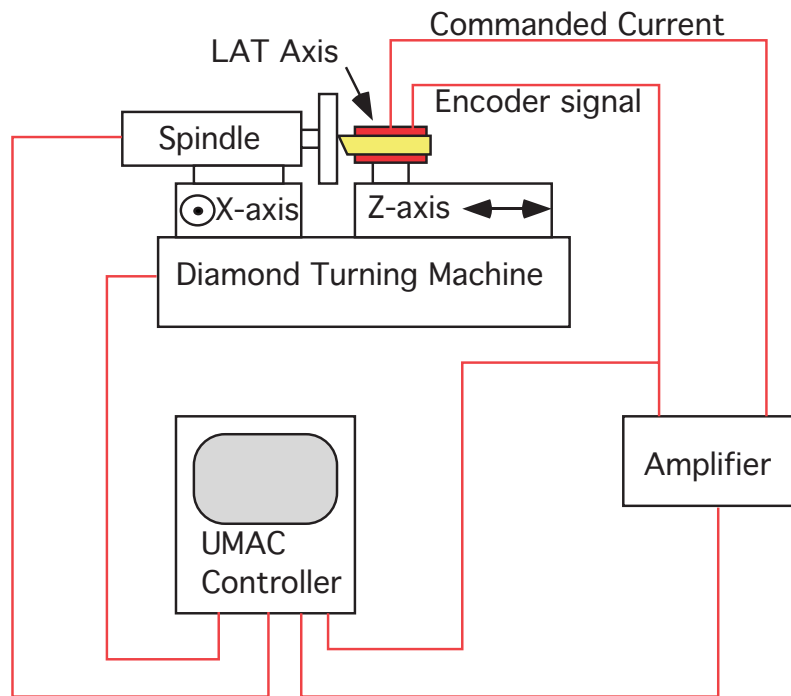 Commanded Current
LAT Axis
Encoder signal
Spindle
X-axis
Z-axis
Diamond Turning Machine
Amplifier
UMAC
Controller